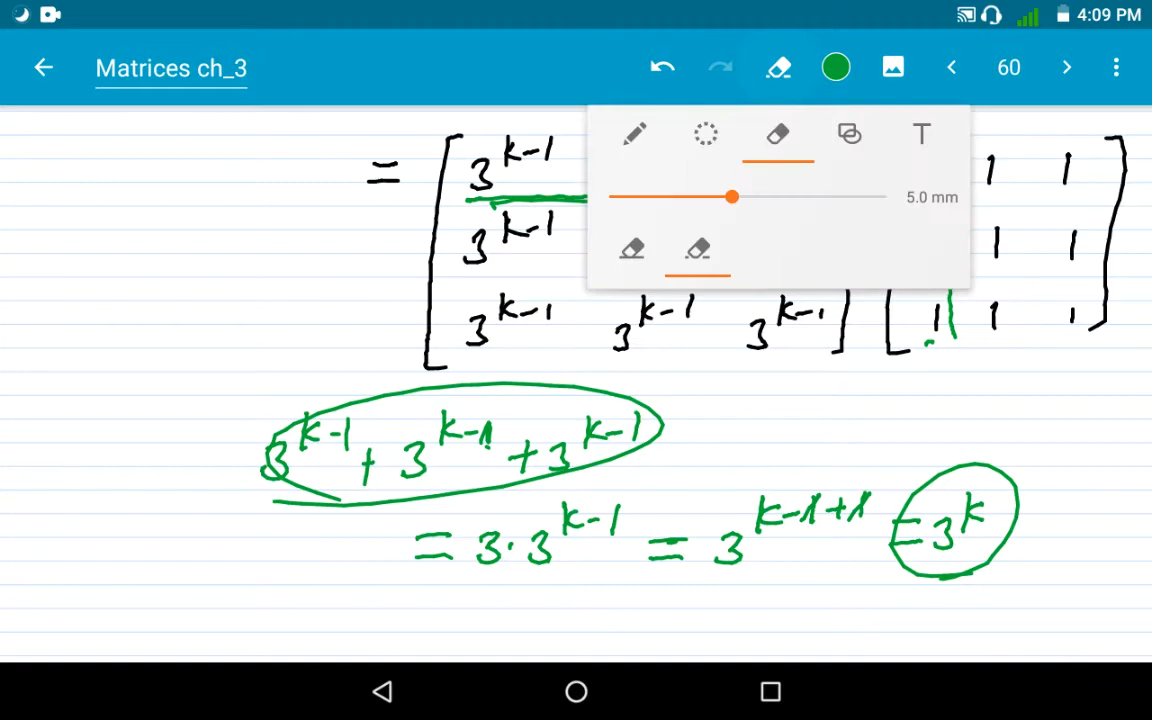 4:09 PM
Matrices ch_3 60
T
5.0 mm
= [ 3^{k-1} 1 1 ]
3^{k-1} 1 1
3^{k-1} 3^{k-1} 3^{k-1} ] [ 1 1 1
3^{k-1} + 3^{k-1} + 3^{k-1}
= 3·3^{k-1} = 3^{k-1+1} = 3^k